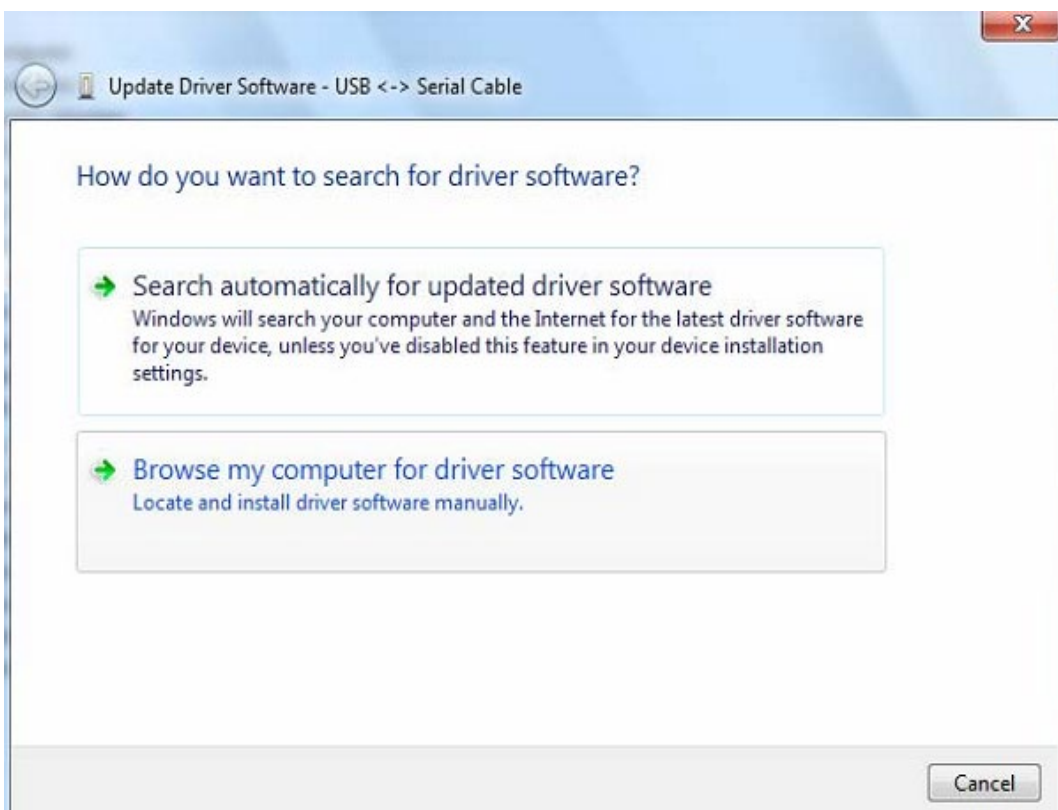 Update Driver Software - USB <-> Serial Cable
How do you want to search for driver software?
Search automatically for updated driver software
Windows will search your computer and the Internet for the latest driver software
for your device, unless you've disabled this feature in your device installation
settings.
Browse my computer for driver software
Locate and install driver software manually.
Cancel